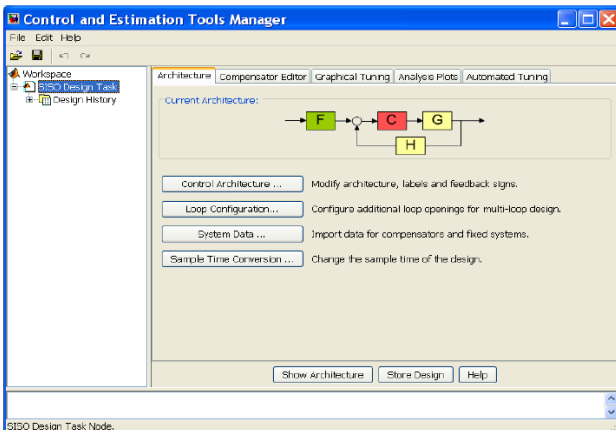 Control and Estimation Tools Manager
File Edit Help
Workspace
SISO Design Task
Design History
Architecture Compensator Editor Graphical Tuning Analysis Plots Automated Tuning
Current Architecture:
F C G
H
Control Architecture ... Modify architecture, labels and feedback signs.
Loop Configuration... Configure additional loop openings for multi-loop design.
System Data ... Import data for compensators and fixed systems.
Sample Time Conversion ... Change the sample time of the design.
Show Architecture Store Design Help
SISO Design Task Node.